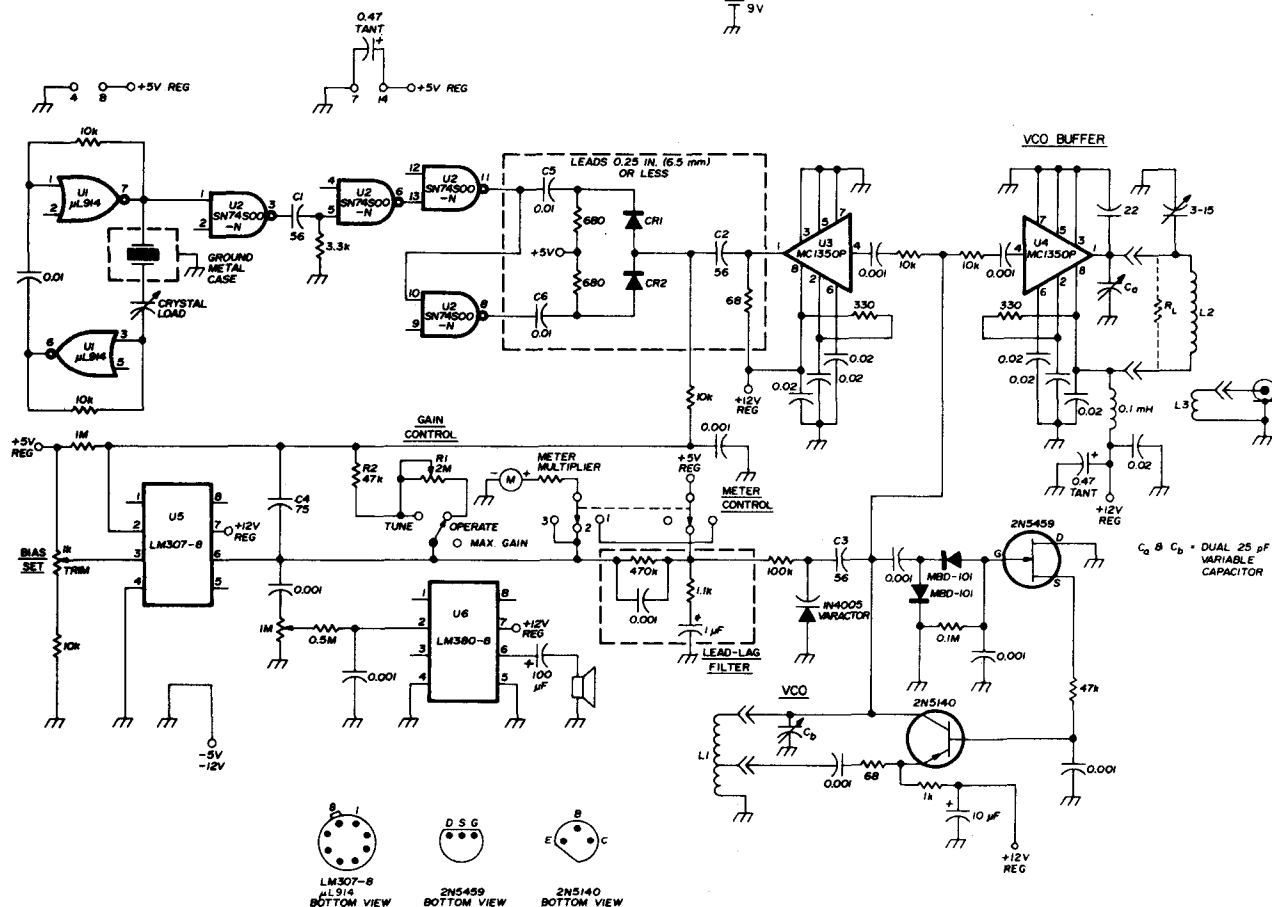 9V
0.47
TANT
+
4 8 +5V REG
7 14 +5V REG
VCO BUFFER
10k
1
2
7
U1
µL914
GROUND
METAL
CASE
0.01
CRYSTAL
LOAD
6
3
5
U1
µL914
10k
1
2
3
U2
SN74S00
-N
C1
56
3.3k
4
5
6
U2
SN74S00
-N
12
13
11
U2
SN74S00
-N
10
9
8
U2
SN74S00
-N
LEADS 0.25 IN. (6.5 mm)
OR LESS
C5
0.01
680
+5V
680
C6
0.01
CR1
CR2
C2
56
68
1
3
5
7
U3
MC1350P
4
8
2
6
0.001
10k
330
0.02
0.02
0.02
+12V
REG
10k
0.001
4
7
5
3
U4
MC1350P
1
6
2
8
330
0.02
0.02
0.02
22
3-15
Ca
RL
L2
L3
0.1 mH
0.02
0.47
TANT
+
+12V
REG
Ca & Cb = DUAL 25 pF
VARIABLE
CAPACITOR
+5V
REG
1M
10k
0.001
GAIN
CONTROL
R2
47k
R1
2M
TUNE
OPERATE
MAX. GAIN
- M +
METER
MULTIPLIER
3
2
1
+5V
REG
METER
CONTROL
C4
75
1
2
3
4
8
7
6
5
U5
LM307-8
+12V
REG
BIAS
SET
1k
TRIM
10k
-5V
-12V
0.001
1M
0.5M
0.001
1
2
3
4
8
7
6
5
U6
LM380-8
+12V
REG
+
100
µF
470k
0.001
1.1k
1 µF
LEAD-LAG
FILTER
100k
C3
56
1N4005
VARACTOR
0.001
MBD-101
MBD-101
0.1M
0.001
2N5459
G
D
S
47k
0.001
VCO
2N5140
L1
Cb
0.001
68
1k
+
10 µF
+12V
REG
8 1
LM307-8
µL914
BOTTOM VIEW
D S G
2N5459
BOTTOM VIEW
B
E C
2N5140
BOTTOM VIEW